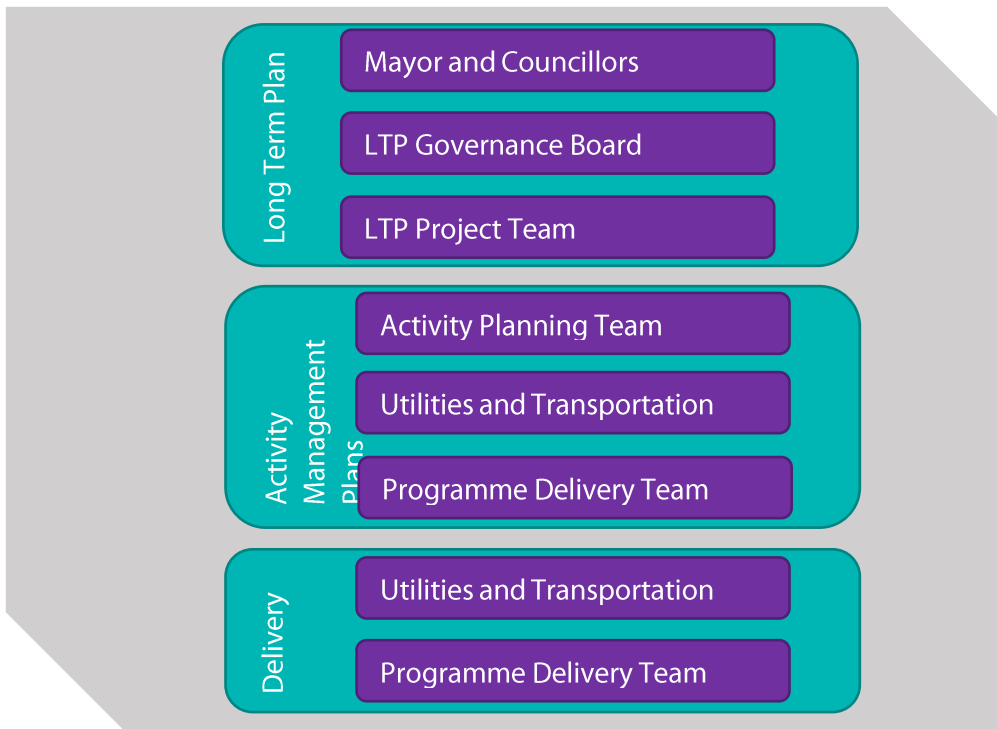 Long Term Plan
Mayor and Councillors
LTP Governance Board
LTP Project Team
Activity
Management
Plans
Activity Planning Team
Utilities and Transportation
Programme Delivery Team
Delivery
Utilities and Transportation
Programme Delivery Team